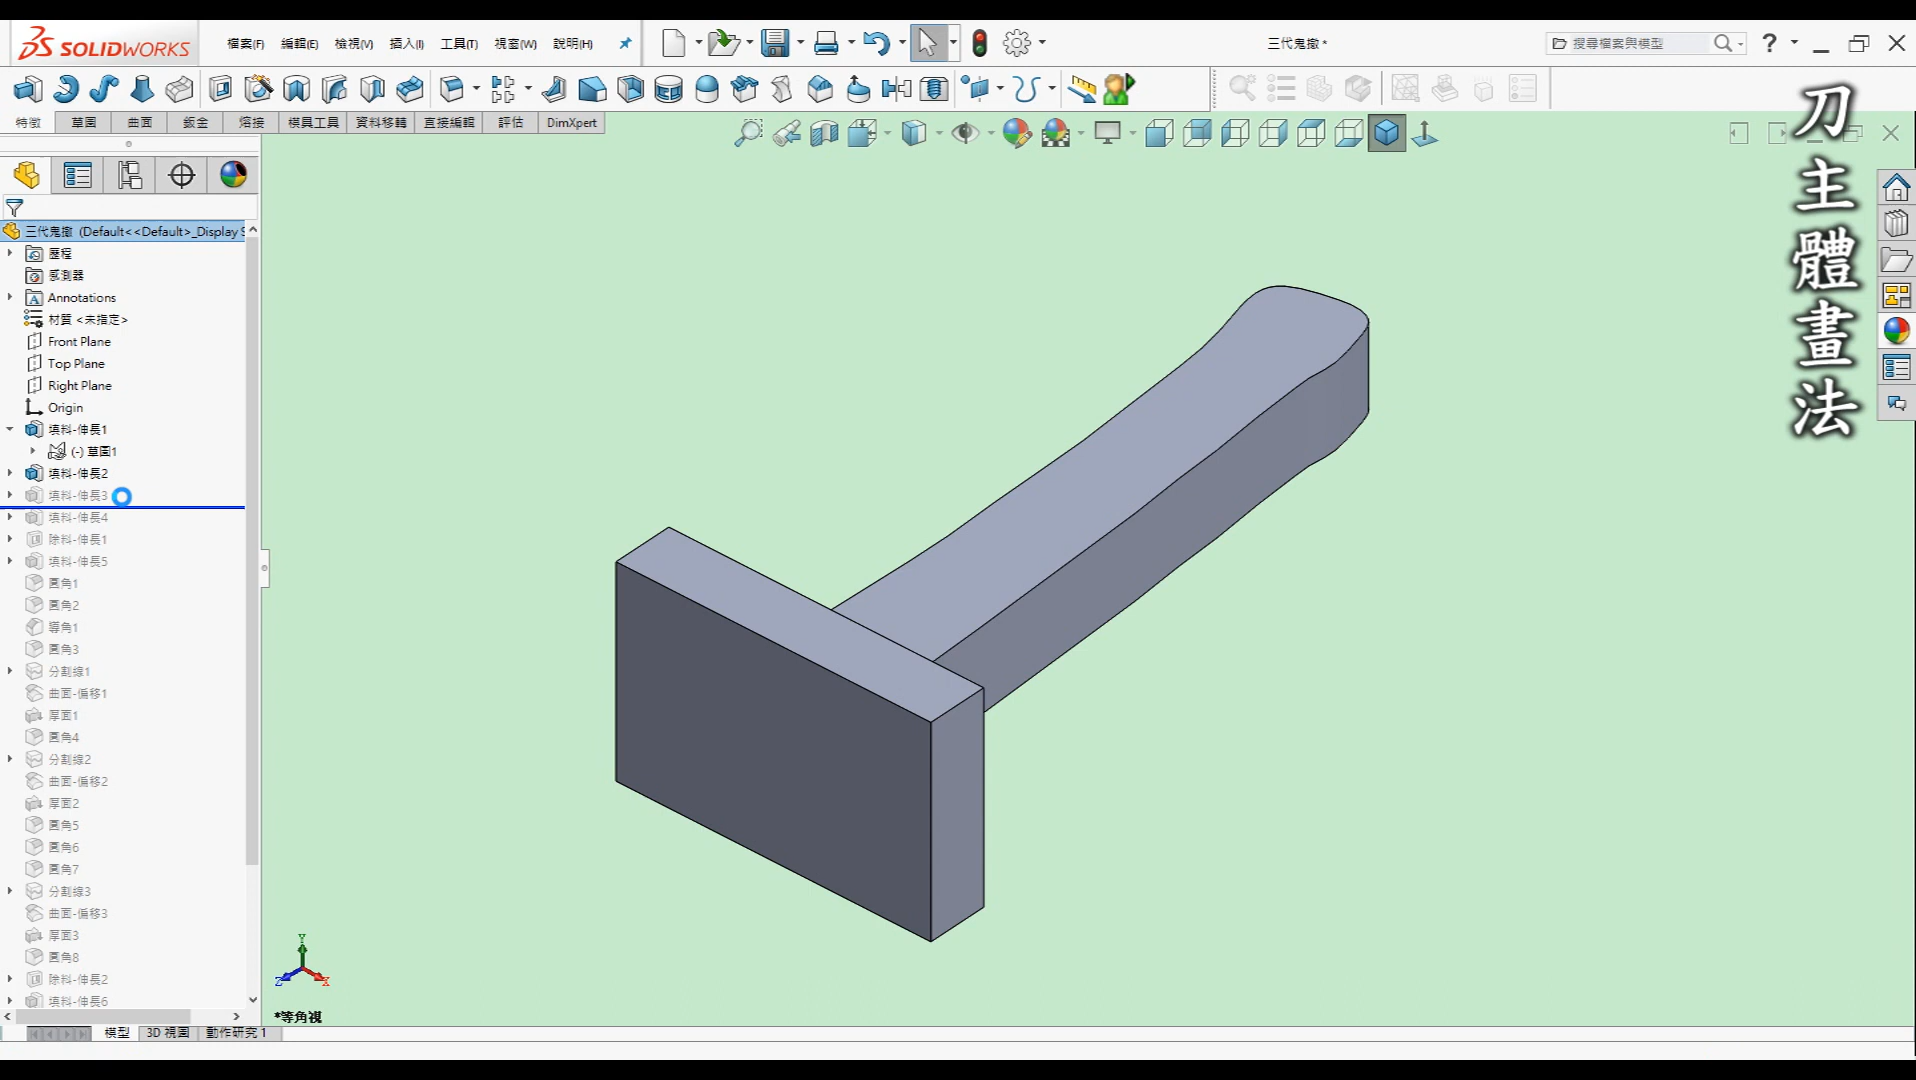 SOLIDWORKS
檔案(F)
編輯(E)
檢視(V)
插入(I)
工具(T)
視窗(W)
說明(H)
三代鬼撤 *
搜尋檔案與模型
特徵
草圖
曲面
鈑金
熔接
模具工具
資料移轉
直接編輯
評估
DimXpert
三代鬼撤 (Default<<Default>_Display S
歷程
感測器
Annotations
材質 <未指定>
Front Plane
Top Plane
Right Plane
Origin
填料-伸長1
(-) 草圖1
填料-伸長2
填料-伸長3
填料-伸長4
除料-伸長1
填料-伸長5
圓角1
圓角2
導角1
圓角3
分割線1
曲面-偏移1
厚面1
圓角4
分割線2
曲面-偏移2
厚面2
圓角5
圓角6
圓角7
分割線3
曲面-偏移3
厚面3
圓角8
除料-伸長2
填料-伸長6
Y
Z
X
*等角視
模型
3D 視圖
動作研究 1
刀主體畫法